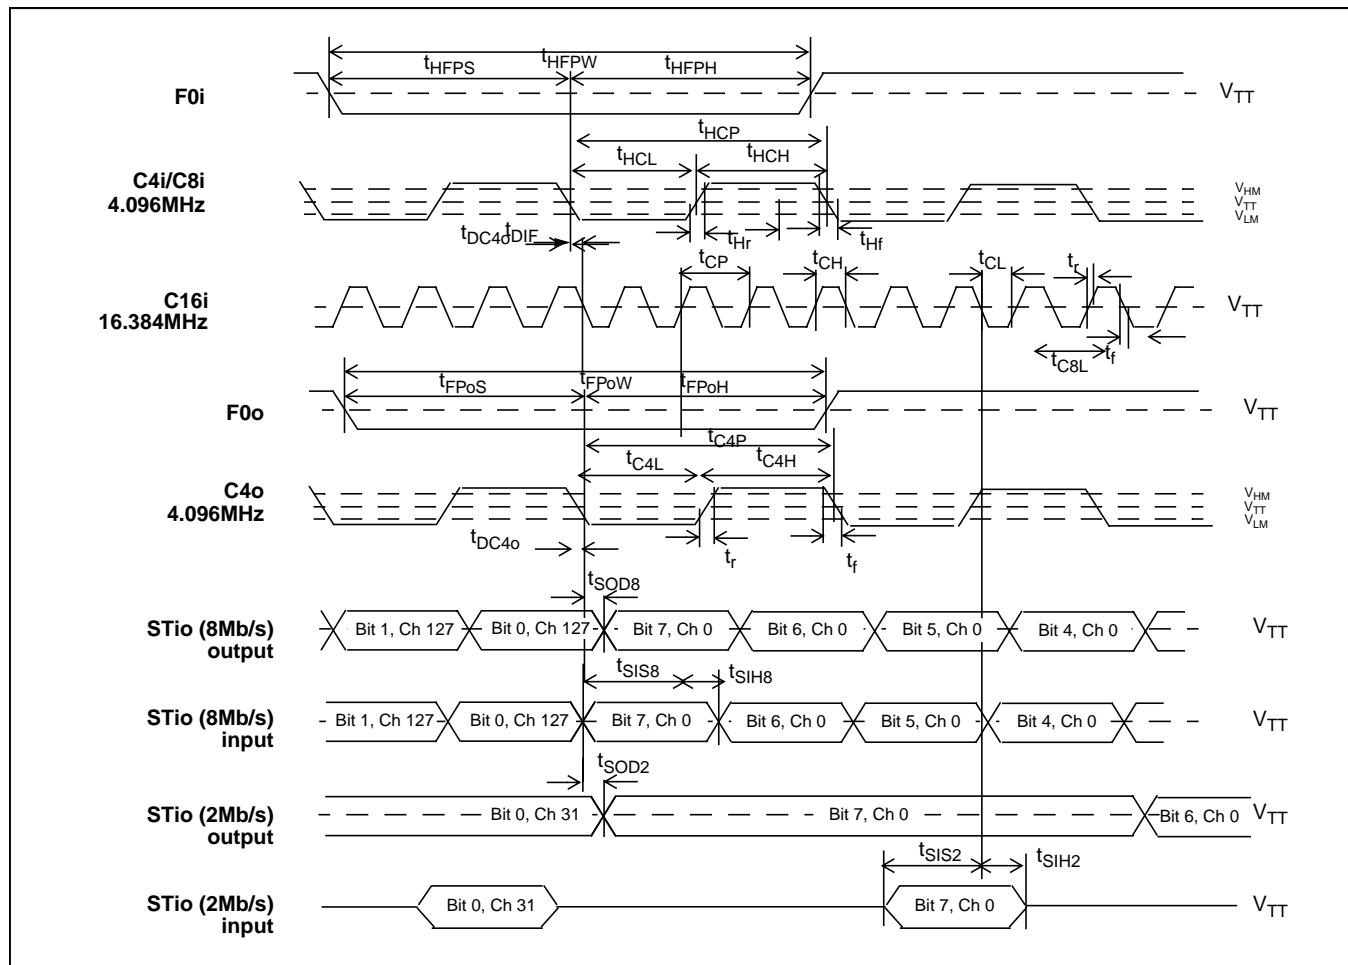 tHFPW
tHFPS
tHFPH
F0i
VTT
tHCP
tHCL
tHCH
C4i/C8i
4.096MHz
VHM
VTT
VLM
tDC4o
tDIF
tHr
tHf
tCP
tCH
tCL
tr
C16i
16.384MHz
VTT
tC8L
tf
tFPoS
tFPoW
tFPoH
F0o
VTT
tC4P
tC4L
tC4H
C4o
4.096MHz
VHM
VTT
VLM
tDC4o
tr
tf
tSOD8
STio (8Mb/s)
output
Bit 1, Ch 127
Bit 0, Ch 127
Bit 7, Ch 0
Bit 6, Ch 0
Bit 5, Ch 0
Bit 4, Ch 0
VTT
tSIS8
tSIH8
STio (8Mb/s)
input
Bit 1, Ch 127
Bit 0, Ch 127
Bit 7, Ch 0
Bit 6, Ch 0
Bit 5, Ch 0
Bit 4, Ch 0
VTT
tSOD2
STio (2Mb/s)
output
Bit 0, Ch 31
Bit 7, Ch 0
Bit 6, Ch 0
VTT
tSIS2
tSIH2
STio (2Mb/s)
input
Bit 0, Ch 31
Bit 7, Ch 0
VTT